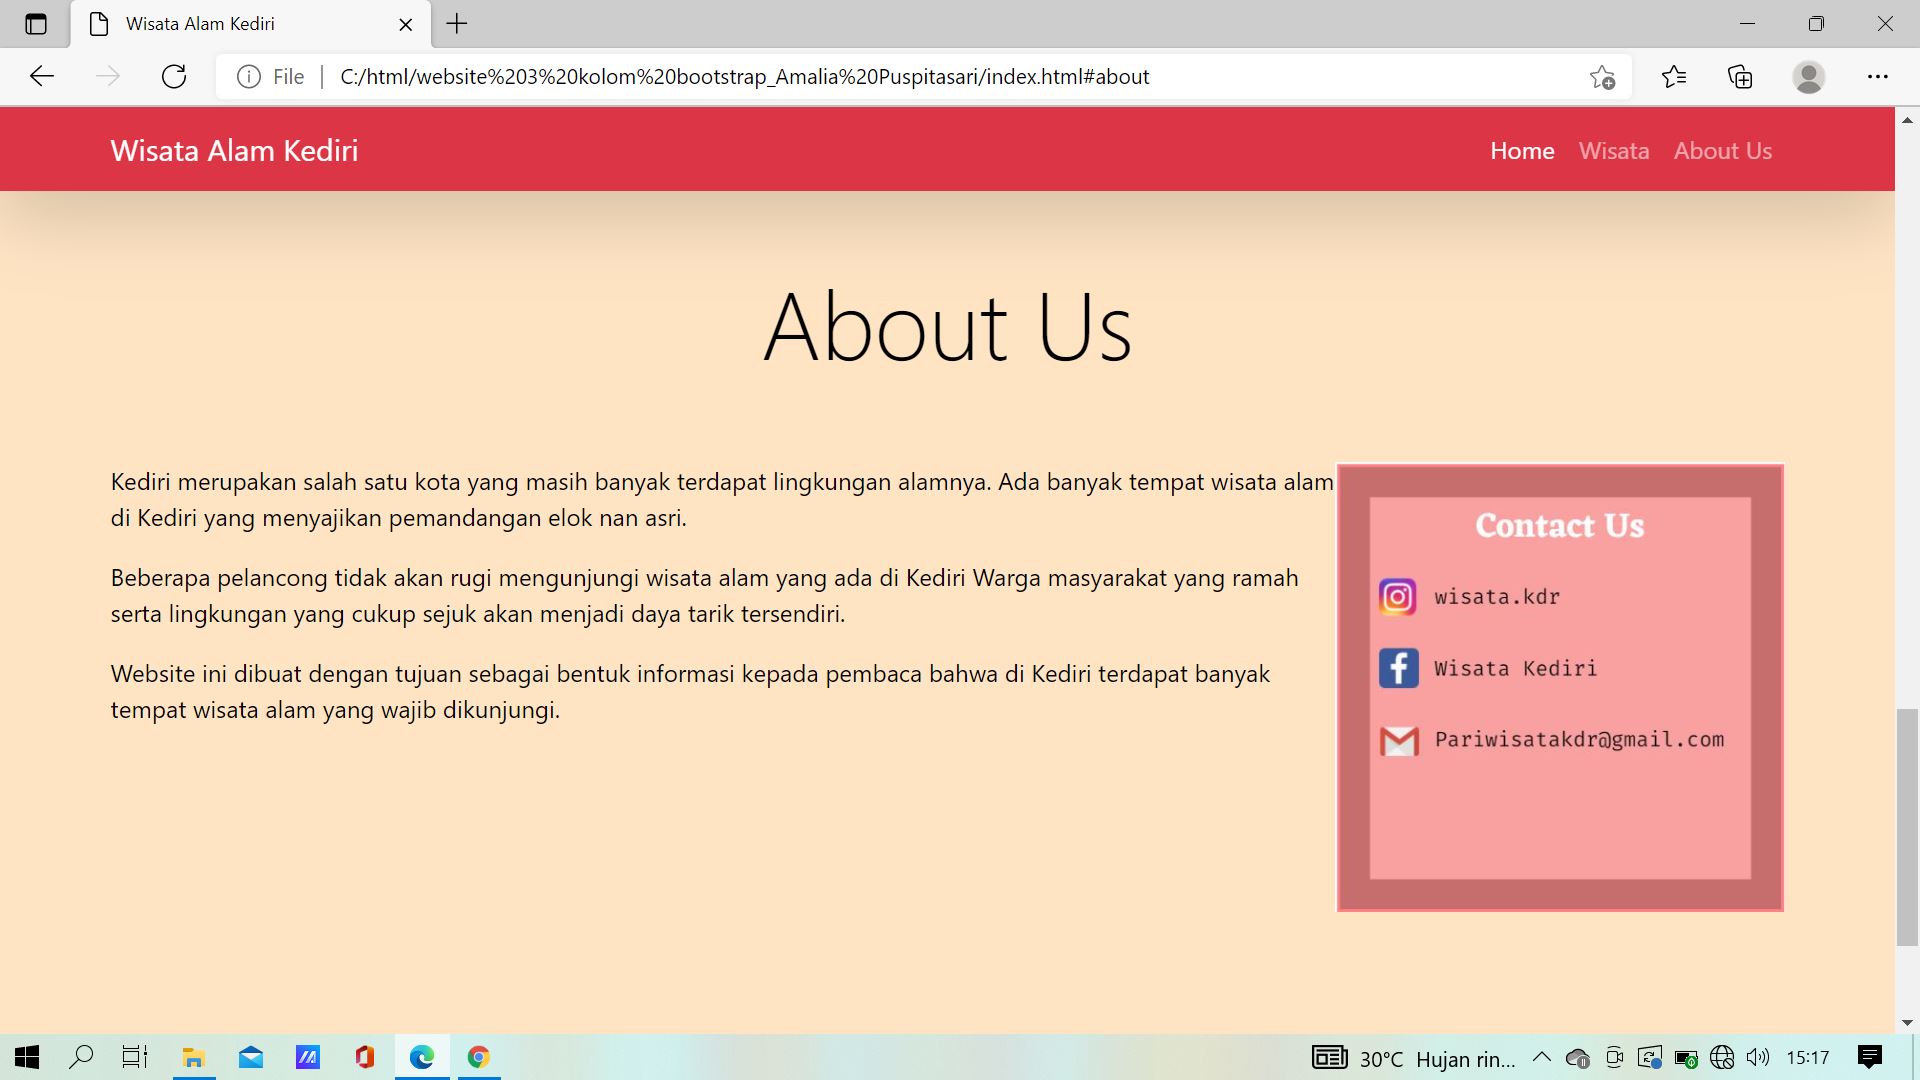 Wisata Alam Kediri
File
C:/html/website%203%20kolom%20bootstrap_Amalia%20Puspitasari/index.html#about
Wisata Alam Kediri
Home Wisata About Us
About Us
Kediri merupakan salah satu kota yang masih banyak terdapat lingkungan alamnya. Ada banyak tempat wisata alam
di Kediri yang menyajikan pemandangan elok nan asri.
Beberapa pelancong tidak akan rugi mengunjungi wisata alam yang ada di Kediri Warga masyarakat yang ramah
serta lingkungan yang cukup sejuk akan menjadi daya tarik tersendiri.
Website ini dibuat dengan tujuan sebagai bentuk informasi kepada pembaca bahwa di Kediri terdapat banyak
tempat wisata alam yang wajib dikunjungi.
Contact Us
wisata.kdr
Wisata Kediri
Pariwisatakdr@gmail.com
30°C Hujan rin...
15:17